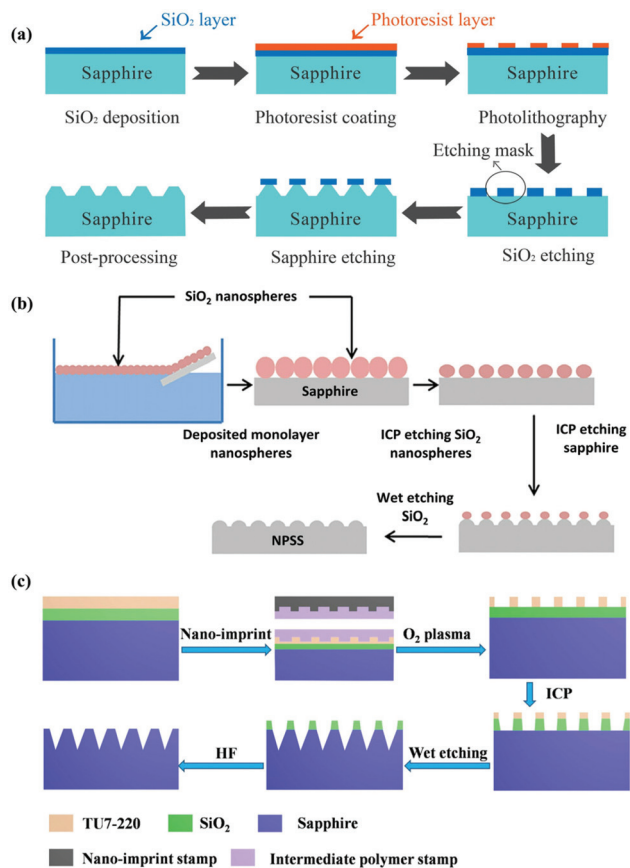 (a)
SiO₂ layer
Photoresist layer
Sapphire
Sapphire
Sapphire
SiO₂ deposition
Photoresist coating
Photolithography
Etching mask
Sapphire
Sapphire
Sapphire
Post-processing
Sapphire etching
SiO₂ etching
(b)
SiO₂ nanospheres
Sapphire
Deposited monolayer
nanospheres
ICP etching SiO₂
nanospheres
ICP etching
sapphire
Wet etching
SiO₂
NPSS
(c)
Nano-imprint
O₂ plasma
ICP
HF
Wet etching
TU7-220
SiO₂
Sapphire
Nano-imprint stamp
Intermediate polymer stamp